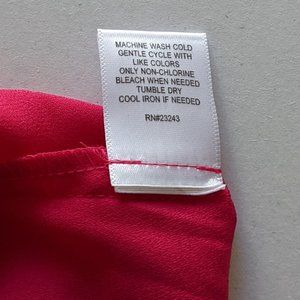 MACHINE WASH COLD
GENTLE CYCLE WITH
LIKE COLORS
ONLY NON-CHLORINE
BLEACH WHEN NEEDED
TUMBLE DRY
COOL IRON IF NEEDED
RN#23243